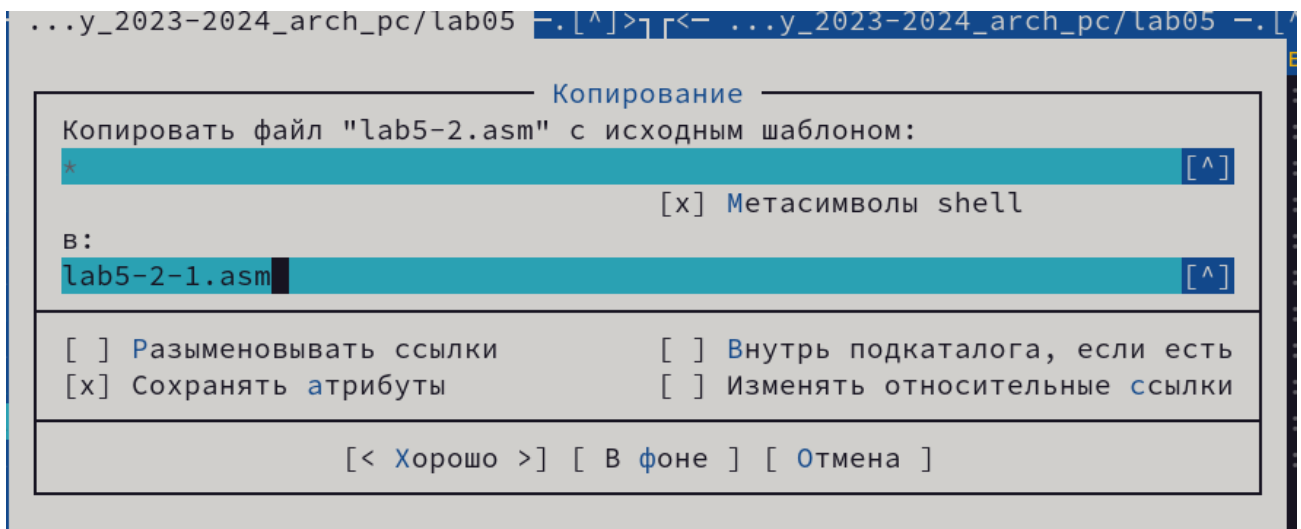 ...y_2023-2024_arch_pc/lab05 —.[^]>┐┌<— ...y_2023-2024_arch_pc/lab05 —.[^
Копирование
Копировать файл "lab5-2.asm" с исходным шаблоном:
* [^]
[x] Метасимволы shell
в:
lab5-2-1.asm [^]
[ ] Разыменовывать ссылки [ ] Внутрь подкаталога, если есть
[x] Сохранять атрибуты [ ] Изменять относительные ссылки
[< Хорошо >] [ В фоне ] [ Отмена ]